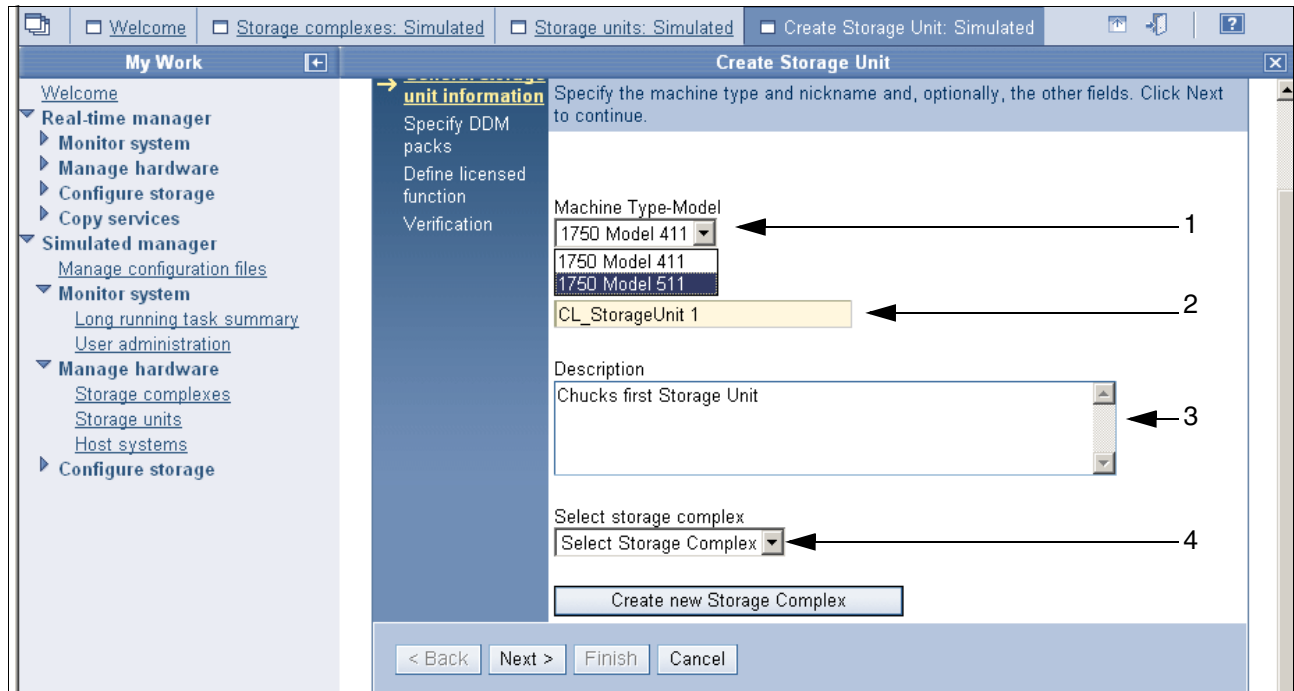 Welcome
Storage complexes: Simulated
Storage units: Simulated
Create Storage Unit: Simulated
?
My Work
Create Storage Unit
Welcome
Real-time manager
Monitor system
Manage hardware
Configure storage
Copy services
Simulated manager
Manage configuration files
Monitor system
Long running task summary
User administration
Manage hardware
Storage complexes
Storage units
Host systems
Configure storage
General storage
unit information
Specify DDM
packs
Define licensed
function
Verification
Specify the machine type and nickname and, optionally, the other fields. Click Next
to continue.
Machine Type-Model
1750 Model 411
1
1750 Model 411
1750 Model 511
CL_StorageUnit 1
2
Description
Chucks first Storage Unit
3
Select storage complex
Select Storage Complex
4
Create new Storage Complex
< Back
Next >
Finish
Cancel